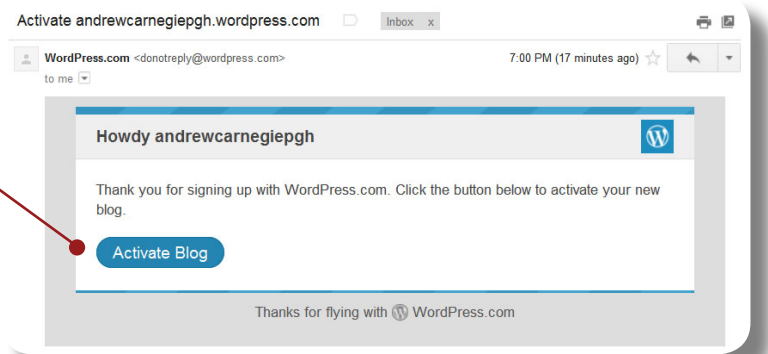 Activate andrewcarnegiepgh.wordpress.com Inbox x
WordPress.com <donotreply@wordpress.com> 7:00 PM (17 minutes ago)
to me
Howdy andrewcarnegiepgh
Thank you for signing up with WordPress.com. Click the button below to activate your new
blog.
Activate Blog
Thanks for flying with WordPress.com